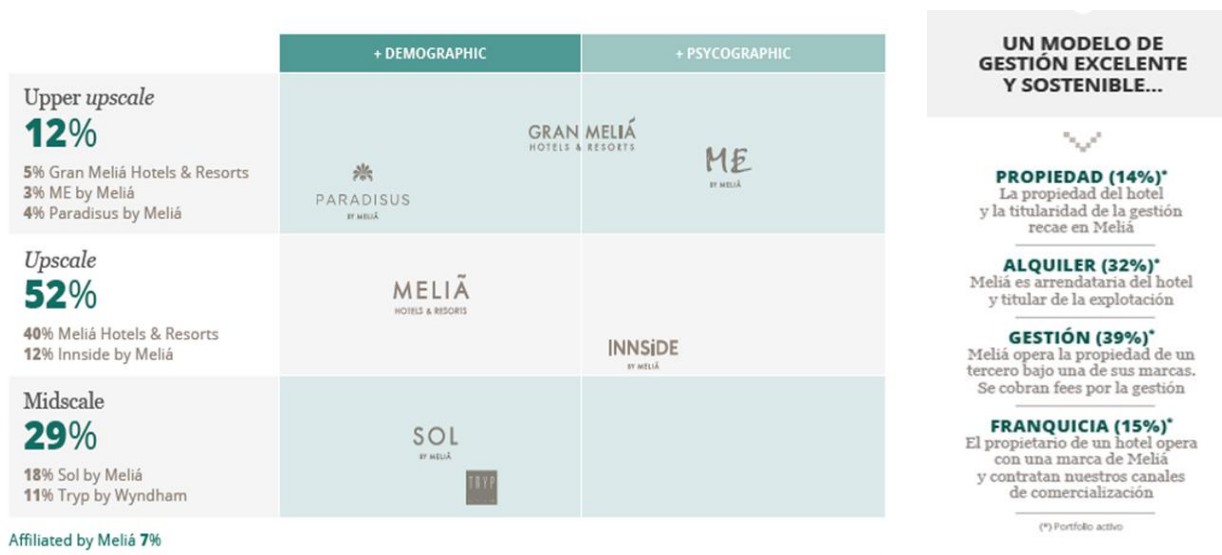 + DEMOGRAPHIC
+ PSYCOGRAPHIC
Upper upscale
12%
5% Gran Meliá Hotels & Resorts
3% ME by Meliá
4% Paradisus by Meliá
GRAN MELIÁ
HOTELS & RESORTS
ME
BY MELIÁ
PARADISUS
BY MELIÁ
Upscale
52%
40% Meliá Hotels & Resorts
12% Innside by Meliá
MELIÃ
HOTELS & RESORTS
INNSiDE
BY MELIÁ
Midscale
29%
18% Sol by Meliá
11% Tryp by Wyndham
SOL
BY MELIÁ
TRYP
Affiliated by Meliá 7%
UN MODELO DE
GESTIÓN EXCELENTE
Y SOSTENIBLE...
PROPIEDAD (14%)*
La propiedad del hotel
y la titularidad de la gestión
recae en Meliá
ALQUILER (32%)*
Meliá es arrendataria del hotel
y titular de la explotación
GESTIÓN (39%)*
Meliá opera la propiedad de un
tercero bajo una de sus marcas.
Se cobran fees por la gestión
FRANQUICIA (15%)*
El propietario de un hotel opera
con una marca de Meliá
y contratan nuestros canales
de comercialización
(*) Portfolio activo